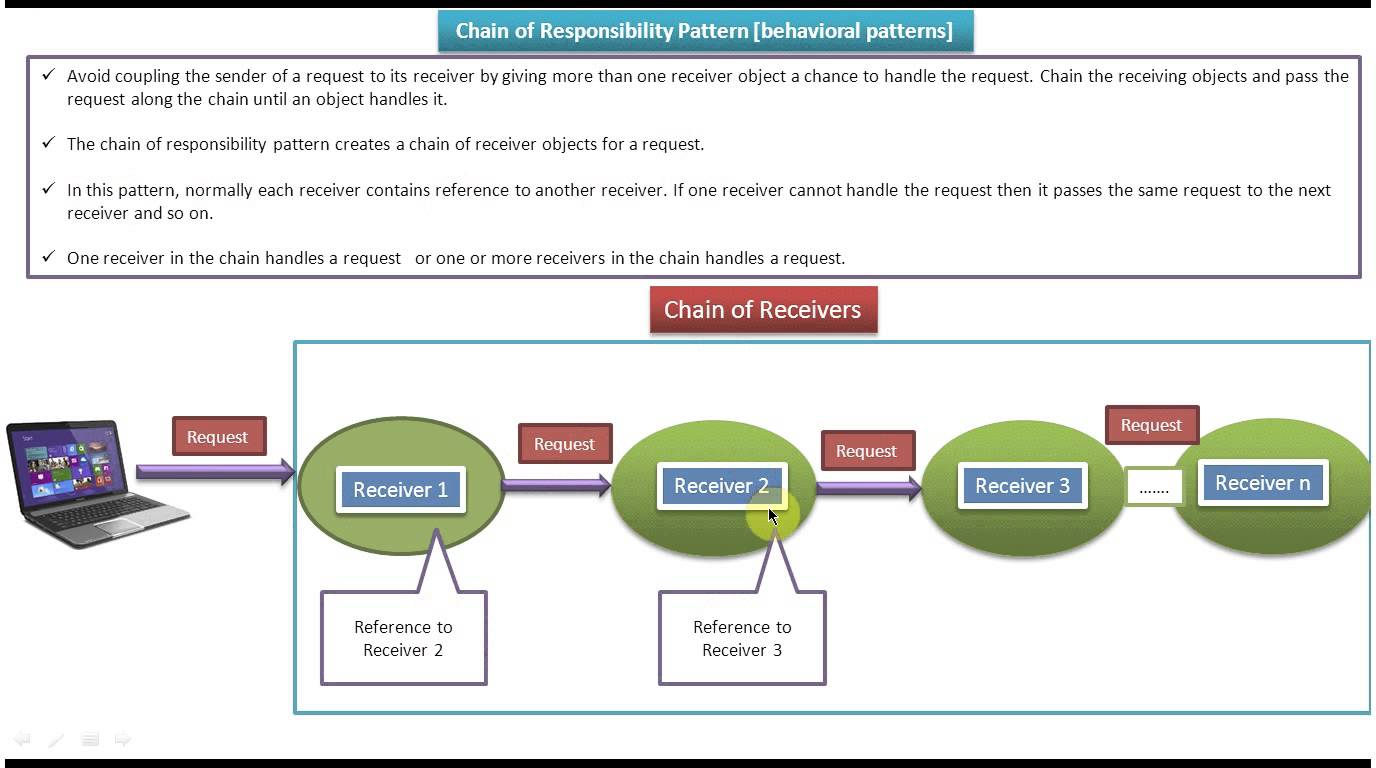 Chain of Responsibility Pattern [behavioral patterns]
✓ Avoid coupling the sender of a request to its receiver by giving more than one receiver object a chance to handle the request. Chain the receiving objects and pass the
request along the chain until an object handles it.
✓ The chain of responsibility pattern creates a chain of receiver objects for a request.
✓ In this pattern, normally each receiver contains reference to another receiver. If one receiver cannot handle the request then it passes the same request to the next
receiver and so on.
✓ One receiver in the chain handles a request or one or more receivers in the chain handles a request.
Chain of Receivers
Request
Request
Request
Request
Start
Receiver 1
Receiver 2
Receiver 3
.......
Receiver n
Reference to
Receiver 2
Reference to
Receiver 3